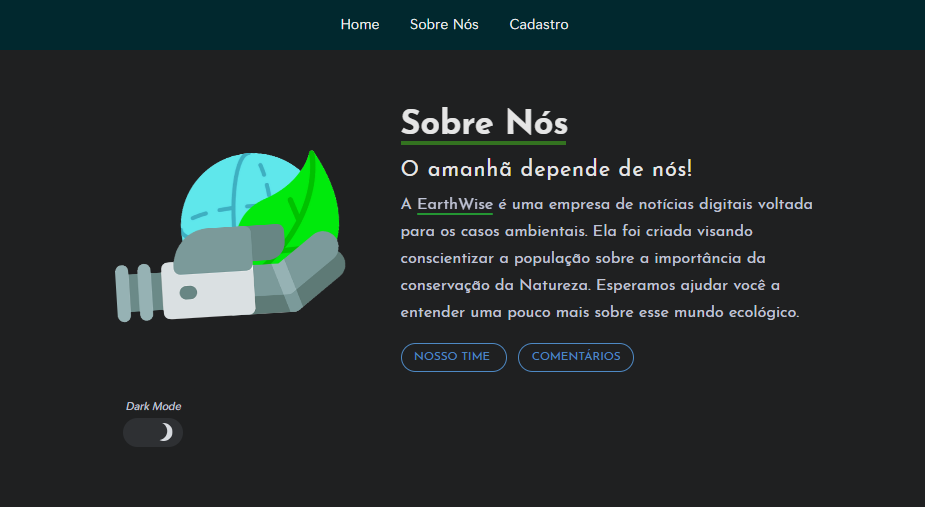 Home Sobre Nós Cadastro
Sobre Nós
O amanhã depende de nós!
A EarthWise é uma empresa de notícias digitais voltada
para os casos ambientais. Ela foi criada visando
conscientizar a população sobre a importância da
conservação da Natureza. Esperamos ajudar você a
entender uma pouco mais sobre esse mundo ecológico.
NOSSO TIME COMENTÁRIOS
Dark Mode